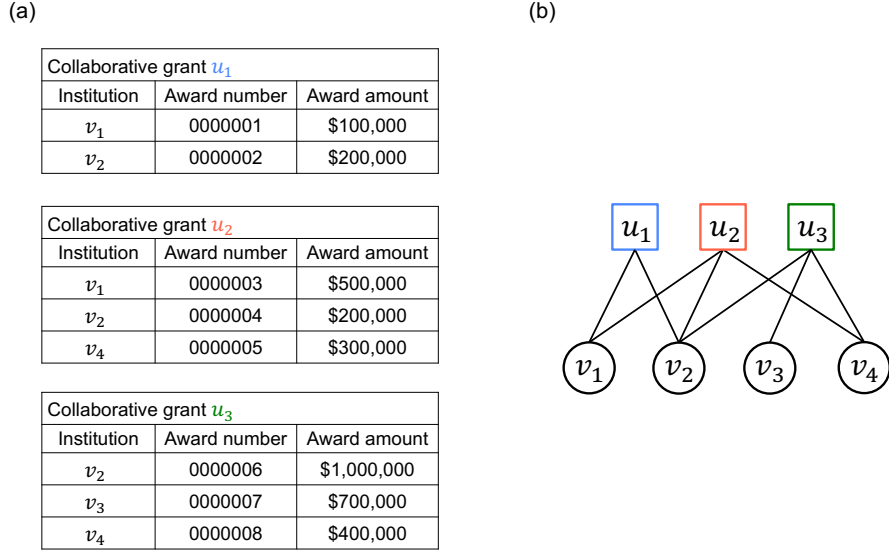 (a)
Collaborative grant u₁
Institution Award number Award amount
v₁ 0000001 $100,000
v₂ 0000002 $200,000
Collaborative grant u₂
Institution Award number Award amount
v₁ 0000003 $500,000
v₂ 0000004 $200,000
v₄ 0000005 $300,000
Collaborative grant u₃
Institution Award number Award amount
v₂ 0000006 $1,000,000
v₃ 0000007 $700,000
v₄ 0000008 $400,000
(b)
u₁ u₂ u₃
v₁ v₂ v₃ v₄